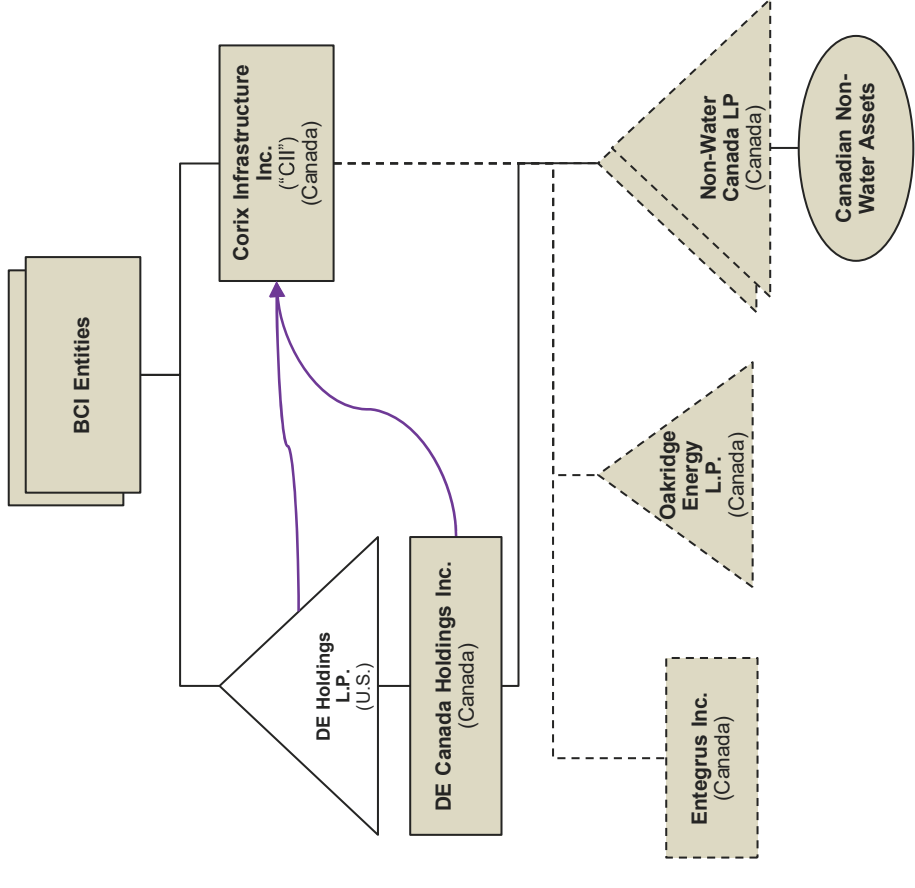 BCI Entities
DE Holdings
L.P.
(U.S.)
Corix Infrastructure
Inc.
(“CII”)
(Canada)
DE Canada Holdings Inc.
(Canada)
Entegrus Inc.
(Canada)
Oakridge
Energy
L.P.
(Canada)
Non-Water
Canada LP
(Canada)
Canadian Non-
Water Assets